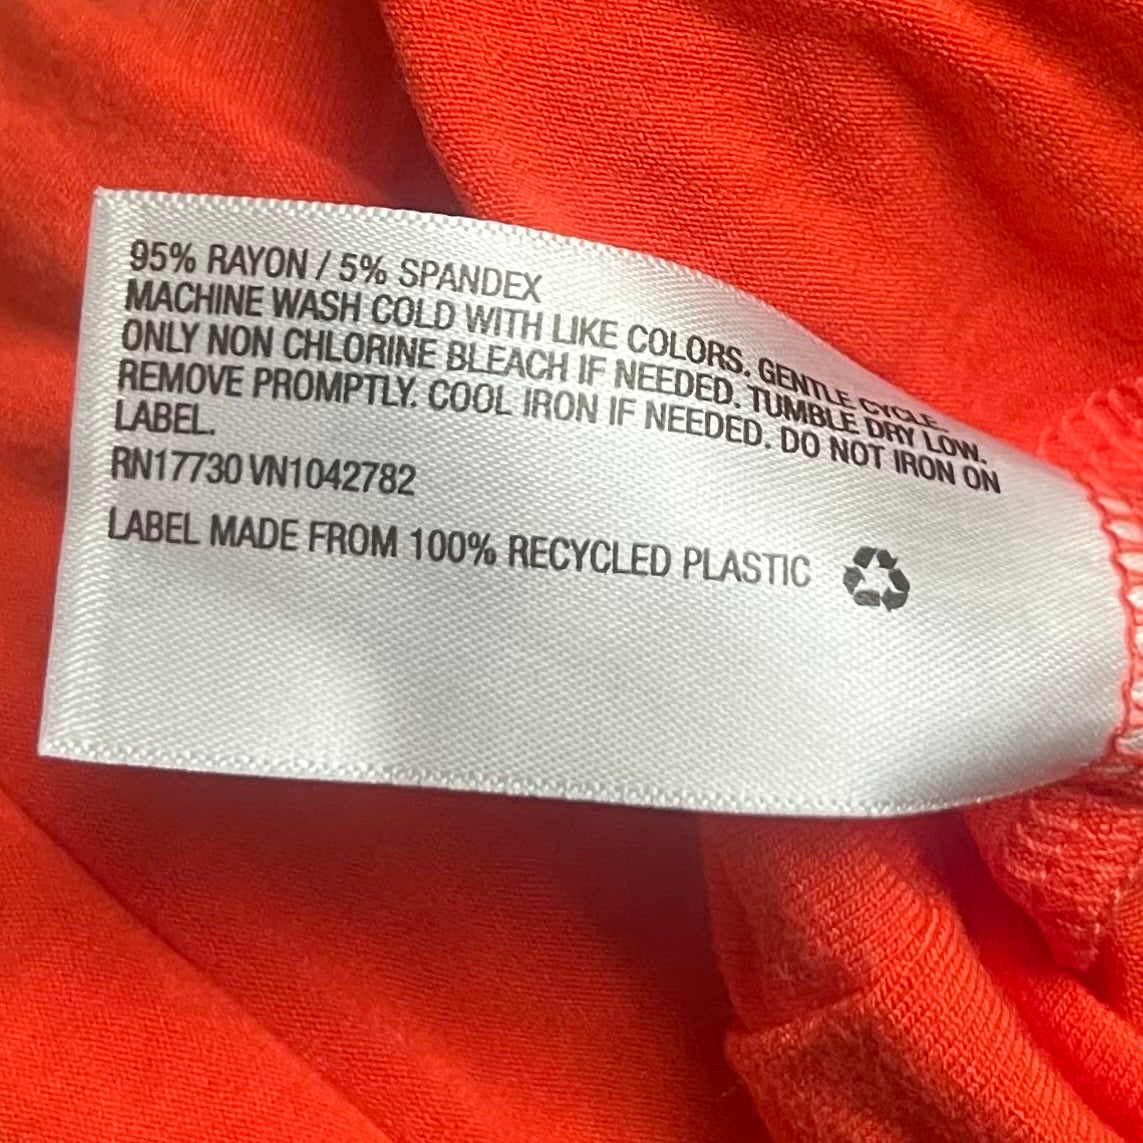 95% RAYON / 5% SPANDEX
MACHINE WASH COLD WITH LIKE COLORS. GENTLE CYCLE.
ONLY NON CHLORINE BLEACH IF NEEDED. TUMBLE DRY LOW.
REMOVE PROMPTLY. COOL IRON IF NEEDED. DO NOT IRON ON
LABEL.
RN17730 VN1042782
LABEL MADE FROM 100% RECYCLED PLASTIC